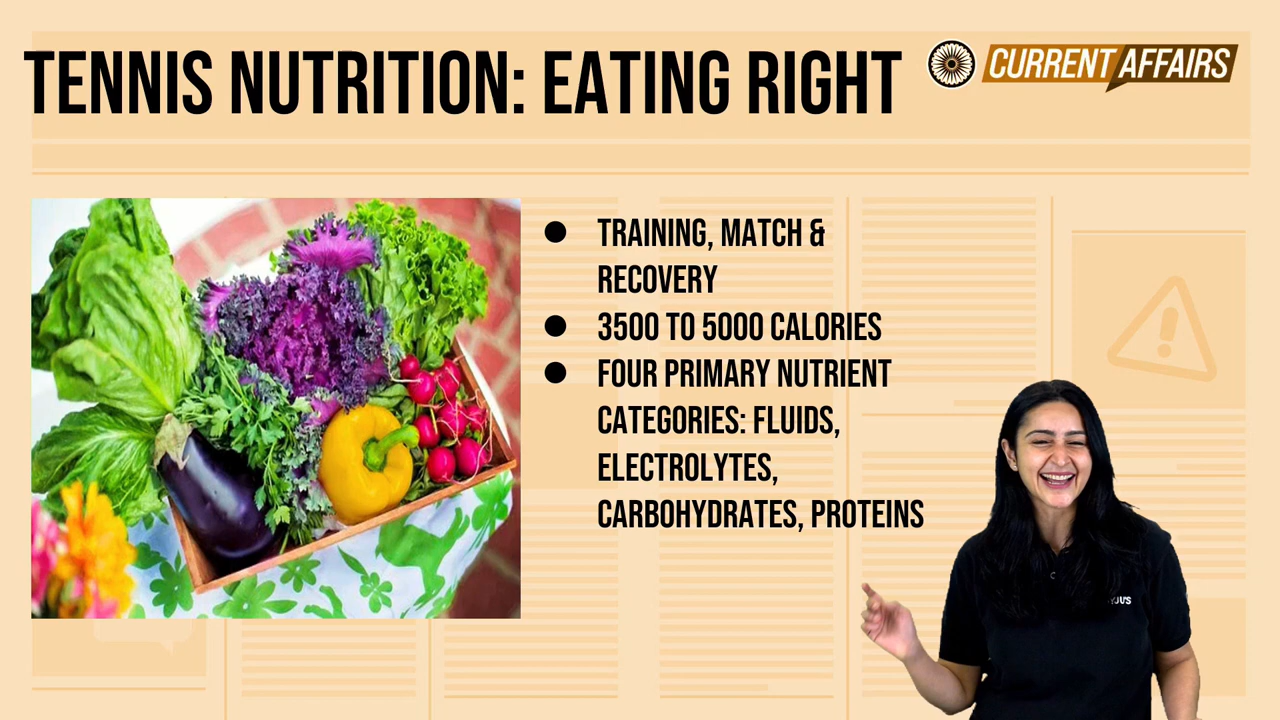 TENNIS NUTRITION: EATING RIGHT
CURRENT AFFAIRS
● TRAINING, MATCH &
RECOVERY
● 3500 TO 5000 CALORIES
● FOUR PRIMARY NUTRIENT
CATEGORIES: FLUIDS,
ELECTROLYTES,
CARBOHYDRATES, PROTEINS
YJU'S